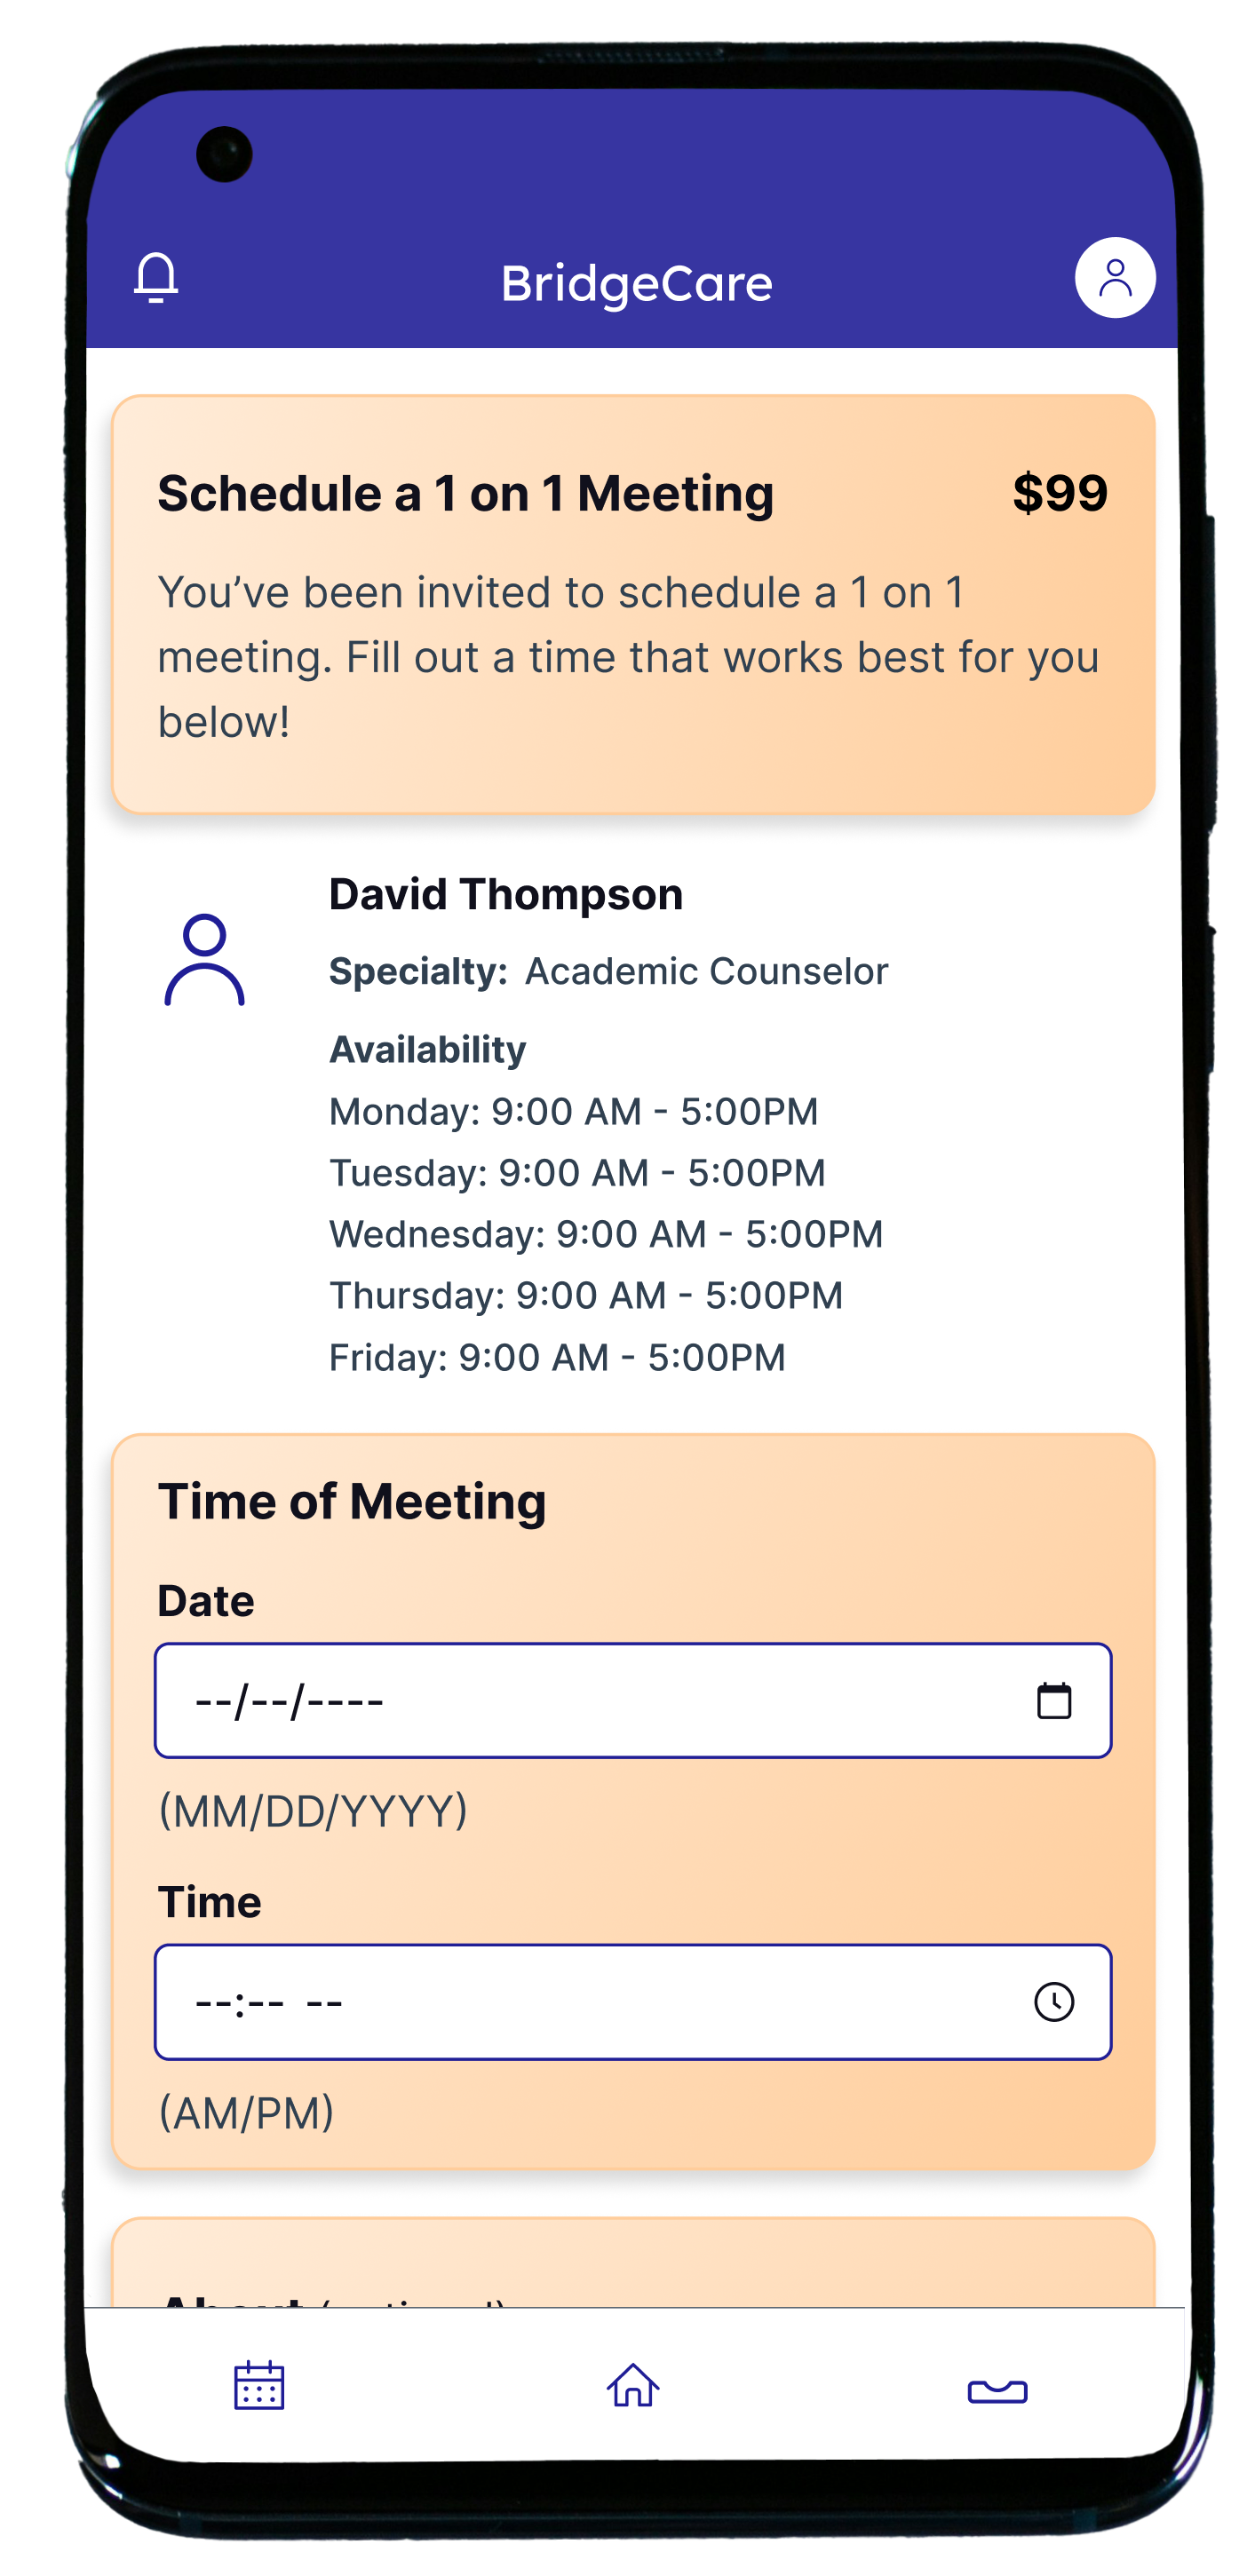 BridgeCare
Schedule a 1 on 1 Meeting $99
You’ve been invited to schedule a 1 on 1
meeting. Fill out a time that works best for you
below!
David Thompson
Specialty: Academic Counselor
Availability
Monday: 9:00 AM - 5:00PM
Tuesday: 9:00 AM - 5:00PM
Wednesday: 9:00 AM - 5:00PM
Thursday: 9:00 AM - 5:00PM
Friday: 9:00 AM - 5:00PM
Time of Meeting
Date
--/--/----
(MM/DD/YYYY)
Time
--:-- --
(AM/PM)